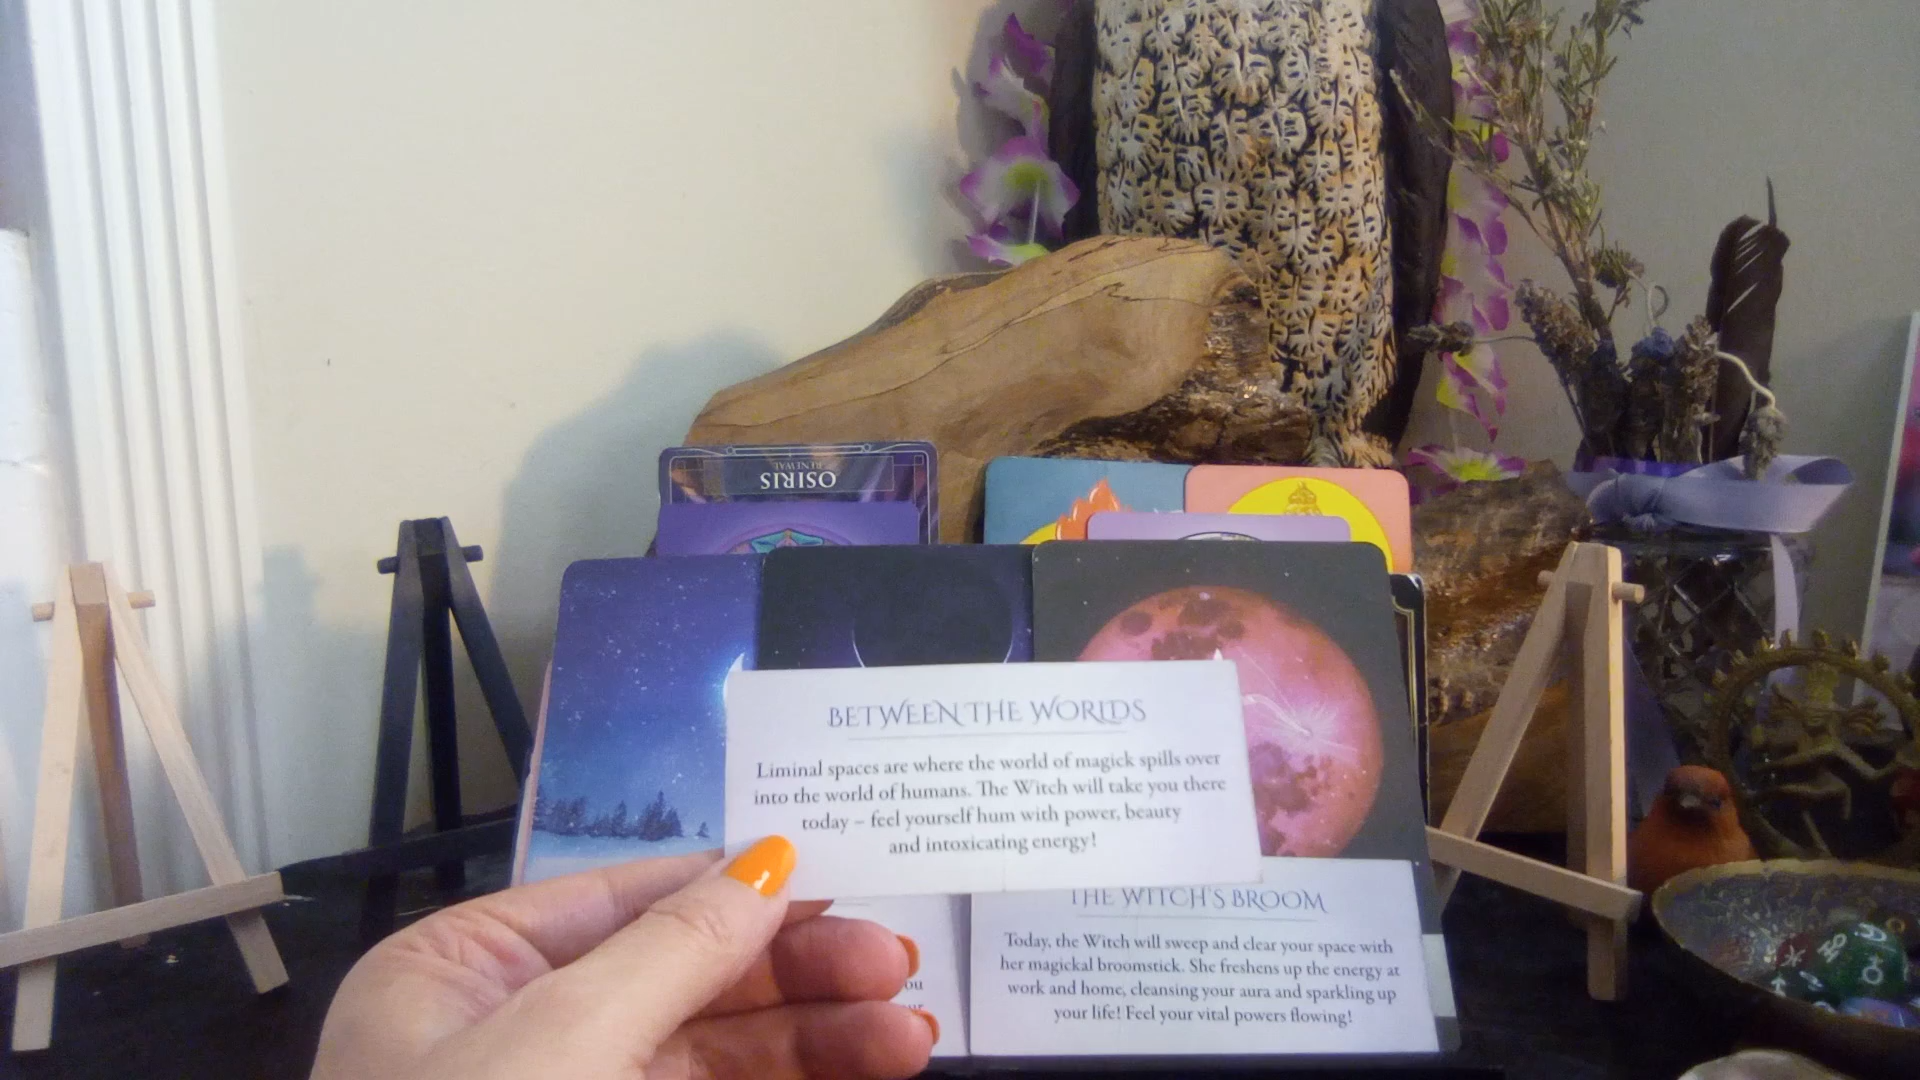 OSIRIS
RENEWAL
BETWEEN THE WORLDS
Liminal spaces are where the world of magick spills over
into the world of humans. The Witch will take you there
today – feel yourself hum with power, beauty
and intoxicating energy!
THE WITCH'S BROOM
Today, the Witch will sweep and clear your space with
her magickal broomstick. She freshens up the energy at
work and home, cleansing your aura and sparkling up
your life! Feel your vital powers flowing!